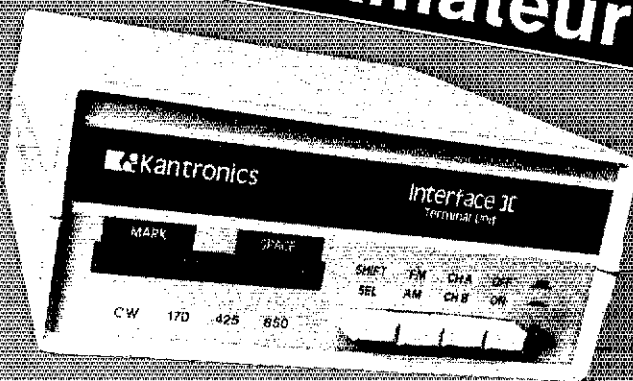 amateur
Kantronics
Interface II
Terminal Unit
MARK SPACE
SHIFT FM CH A OFF
SEL AM CH B ON
CW 170 425 850